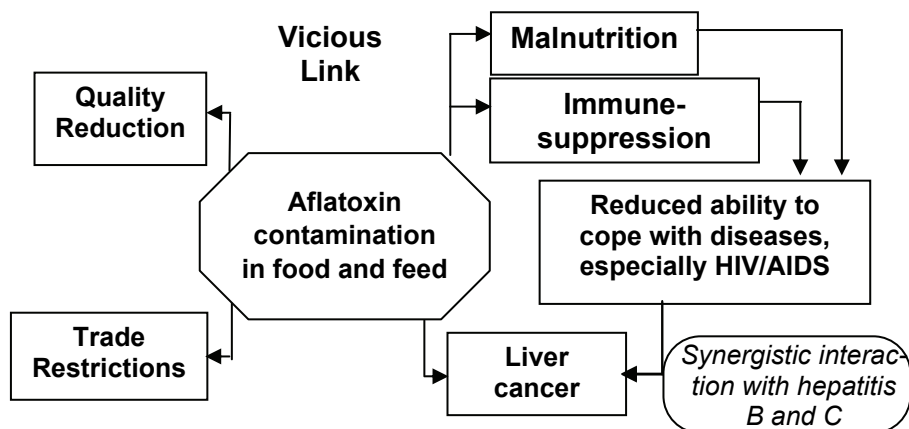 Vicious
Link
Malnutrition
Quality
Reduction
Immune-
suppression
Aflatoxin
contamination
in food and feed
Reduced ability to
cope with diseases,
especially HIV/AIDS
Trade
Restrictions
Liver
cancer
Synergistic interac-
tion with hepatitis
B and C